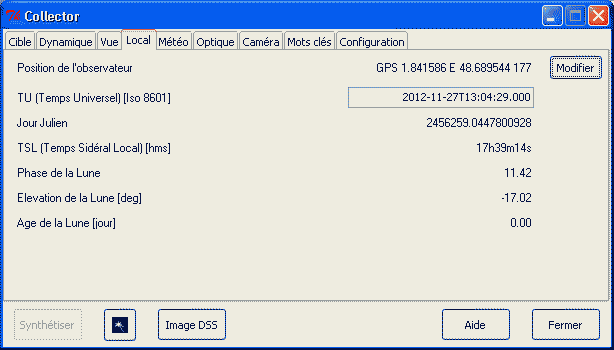 Collector
Cible Dynamique Vue Local Météo Optique Caméra Mots clés Configuration
Position de l'observateur GPS 1.841586 E 48.689544 177 Modifier
TU (Temps Universel) [Iso 8601] 2012-11-27T13:04:29.000
Jour Julien 2456259.0447800928
TSL (Temps Sidéral Local) [hms] 17h39m14s
Phase de la Lune 11.42
Elevation de la Lune [deg] -17.02
Age de la Lune [jour] 0.00
Synthétiser Image DSS Aide Fermer